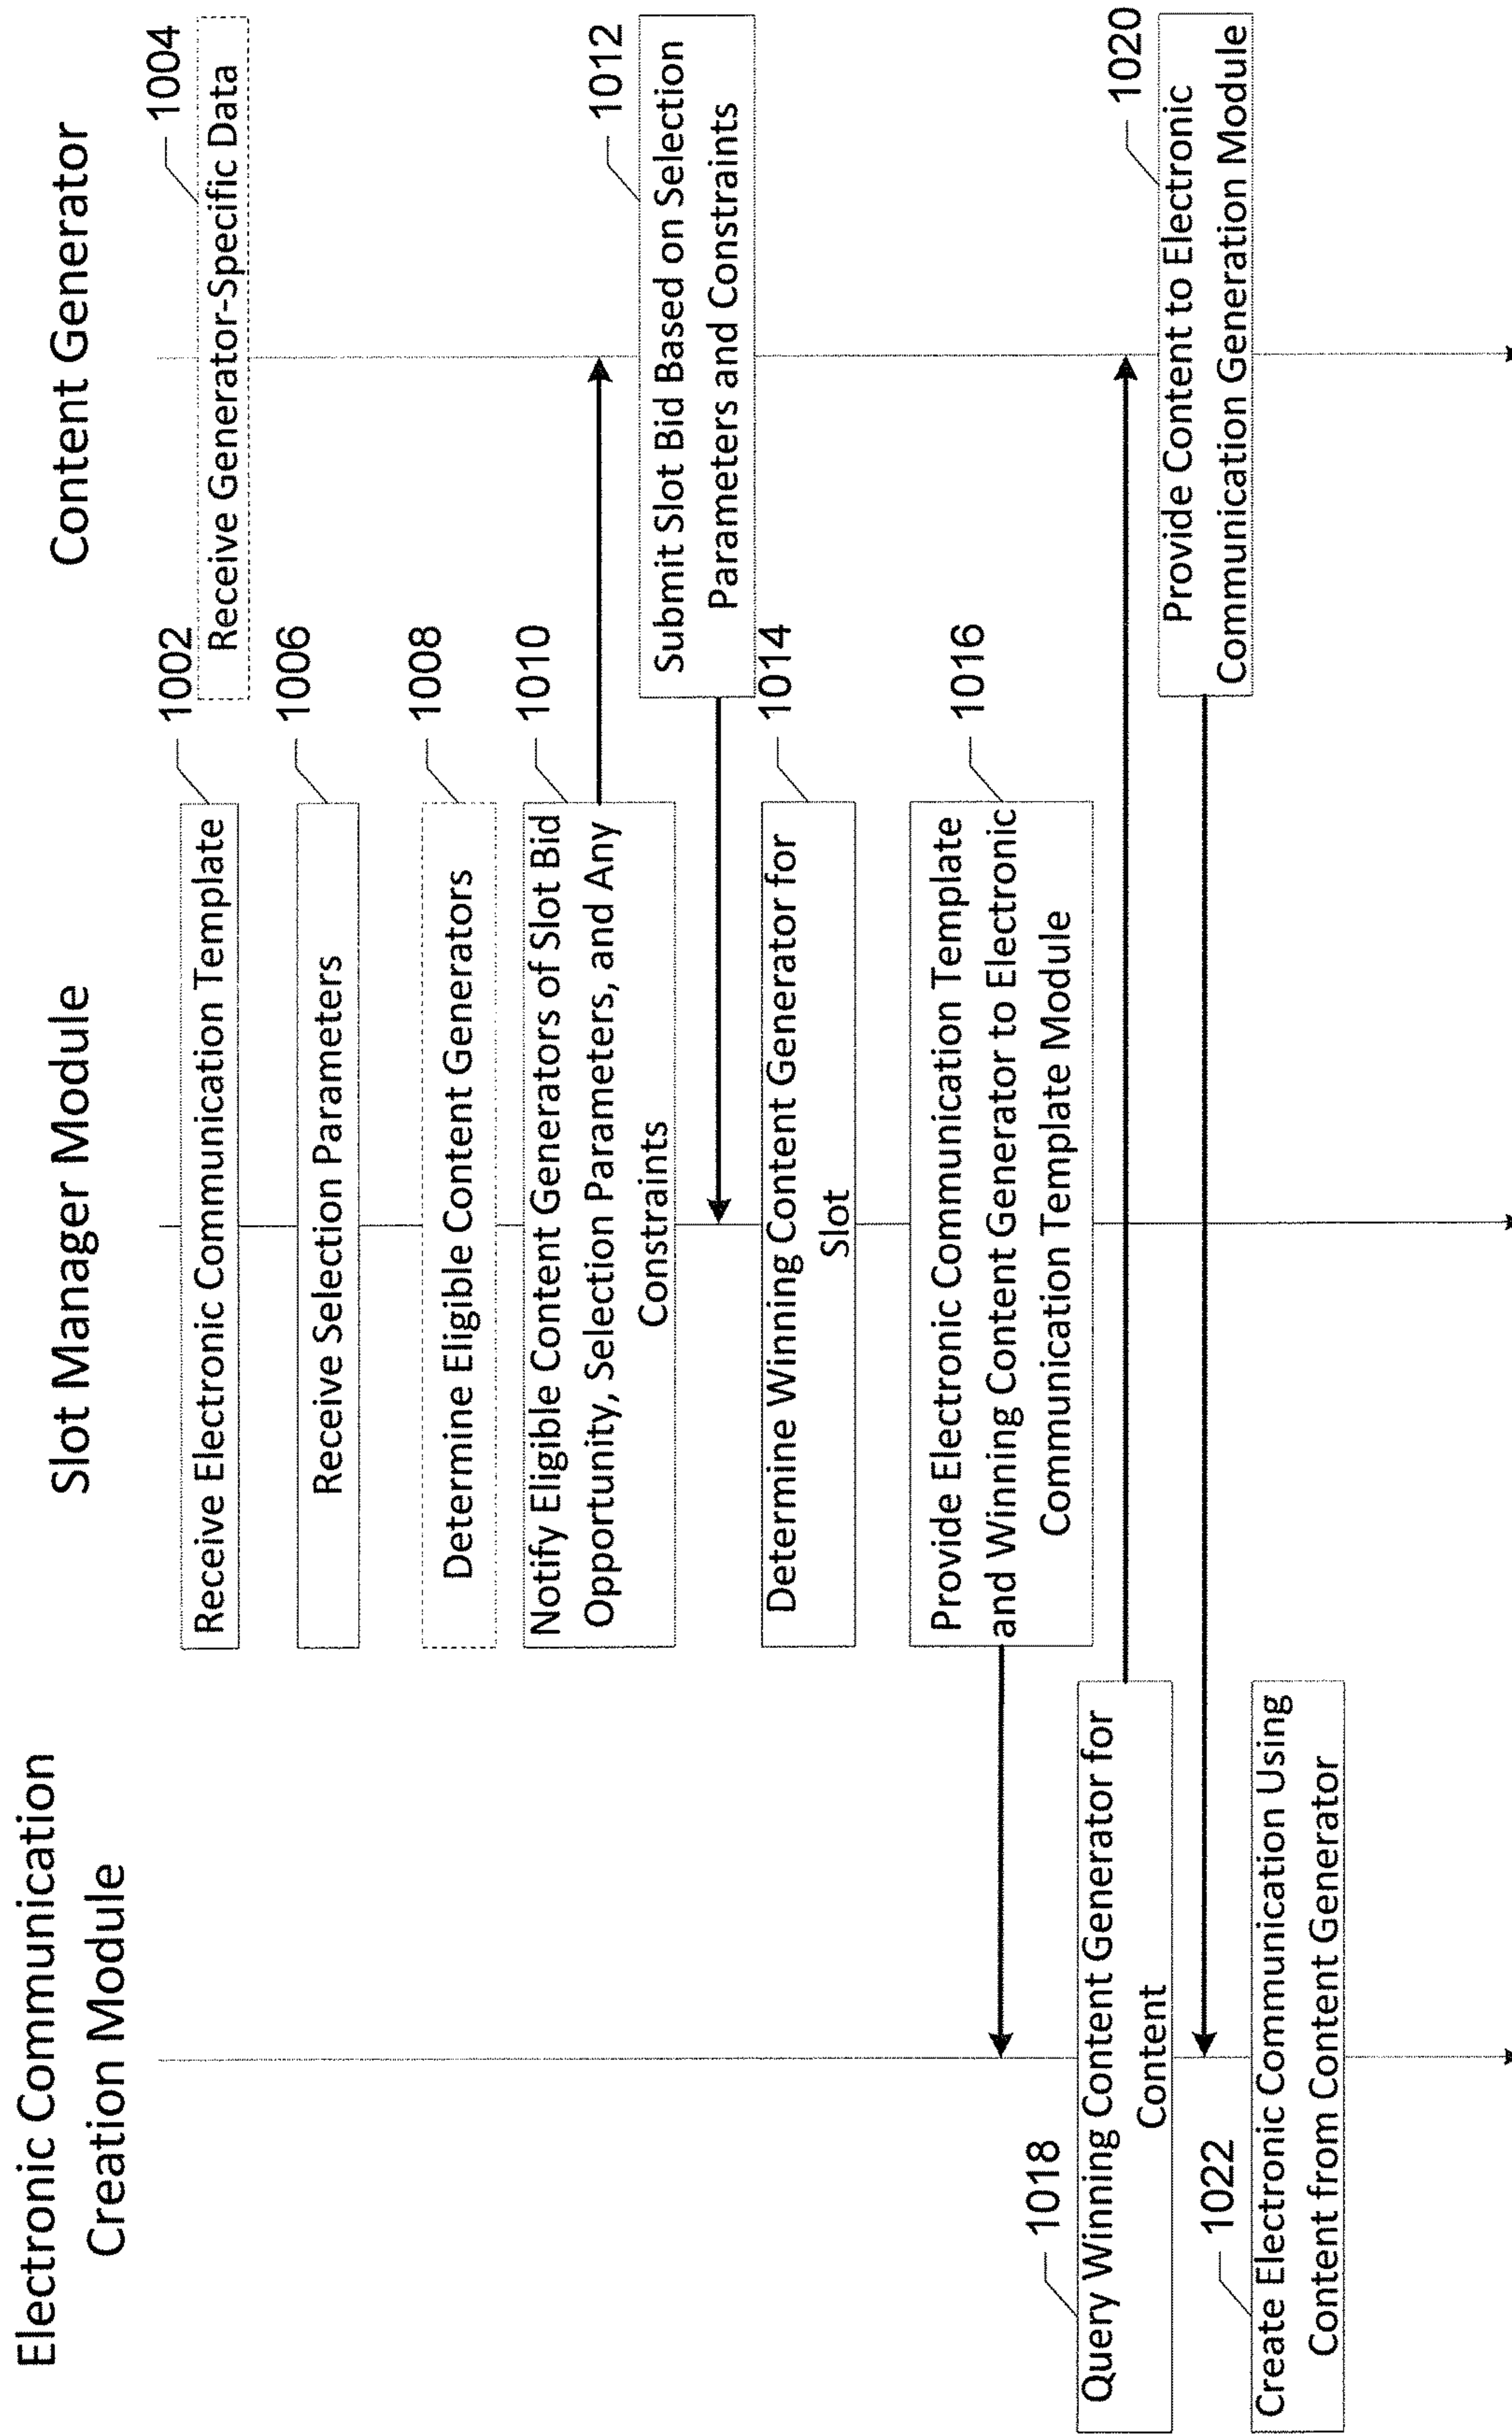 Electronic Communication
Creation Module
Slot Manager Module
Content Generator
1002
Receive Electronic Communication Template
1004
Receive Generator-Specific Data
1006
Receive Selection Parameters
1008
Determine Eligible Content Generators
1010
Notify Eligible Content Generators of Slot Bid
Opportunity, Selection Parameters, and Any
Constraints
1012
Submit Slot Bid Based on Selection
Parameters and Constraints
1014
Determine Winning Content Generator for
Slot
1016
Provide Electronic Communication Template
and Winning Content Generator to Electronic
Communication Template Module
1018
Query Winning Content Generator for
Content
1020
Provide Content to Electronic
Communication Generation Module
1022
Create Electronic Communication Using
Content from Content Generator